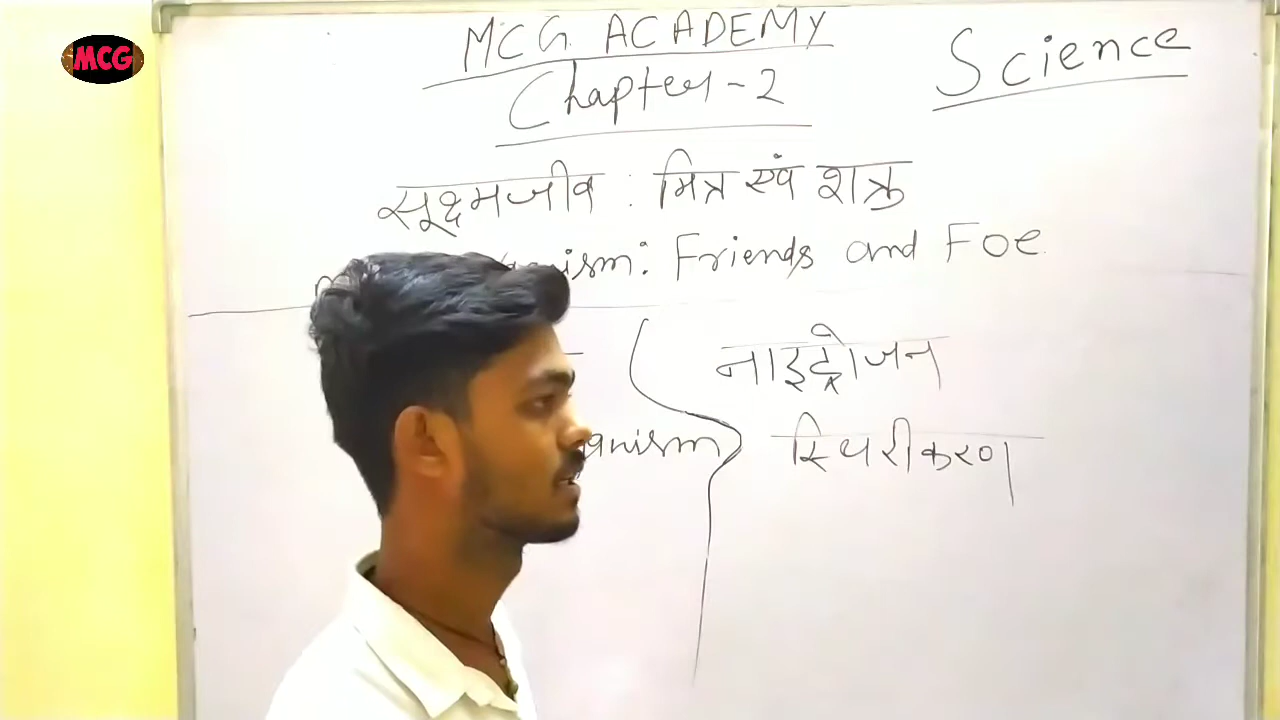 MCG
MCG ACADEMY
Science
Chapter-2
सूक्ष्मजीव : मित्र एवं शत्रु
Friends and Foe
नाइट्रोजन
स्थिरीकरण